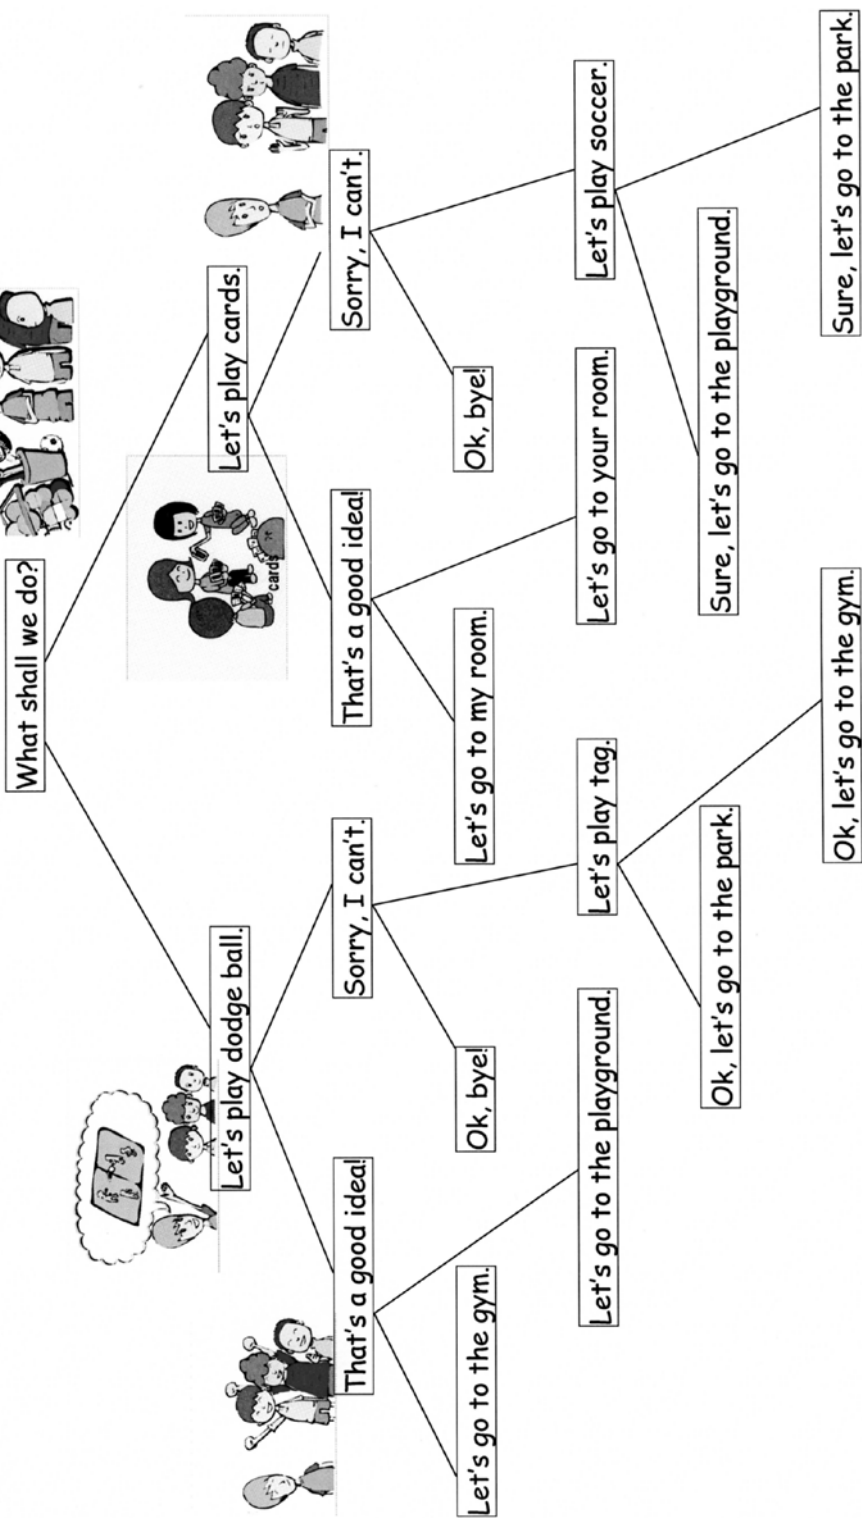 What shall we do?
Let's play dodge ball.
Let's play cards.
cards
That's a good idea!
Sorry, I can't.
That's a good idea!
Sorry, I can't.
Let's go to the gym.
Ok, bye!
Let's go to my room.
Ok, bye!
Let's go to the playground.
Let's play tag.
Let's go to your room.
Let's play soccer.
Ok, let's go to the park.
Sure, let's go to the playground.
Ok, let's go to the gym.
Sure, let's go to the park.